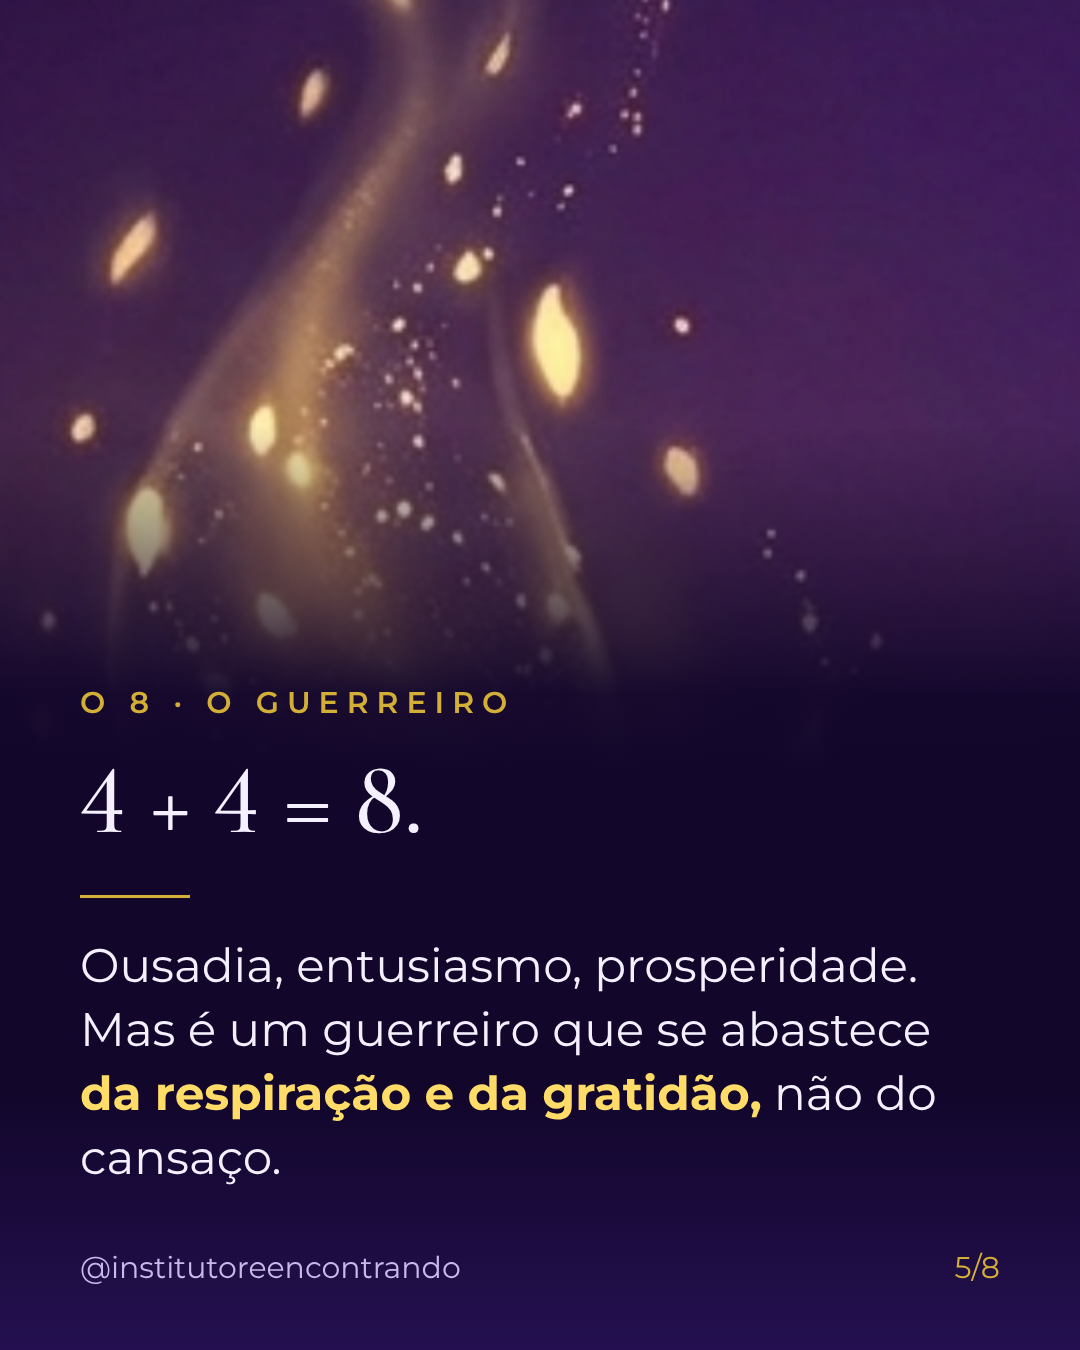 O 8 · O GUERREIRO
4 + 4 = 8.
Ousadia, entusiasmo, prosperidade.
Mas é um guerreiro que se abastece
da respiração e da gratidão, não do
cansaço.
@institutoreencontrando
5/8